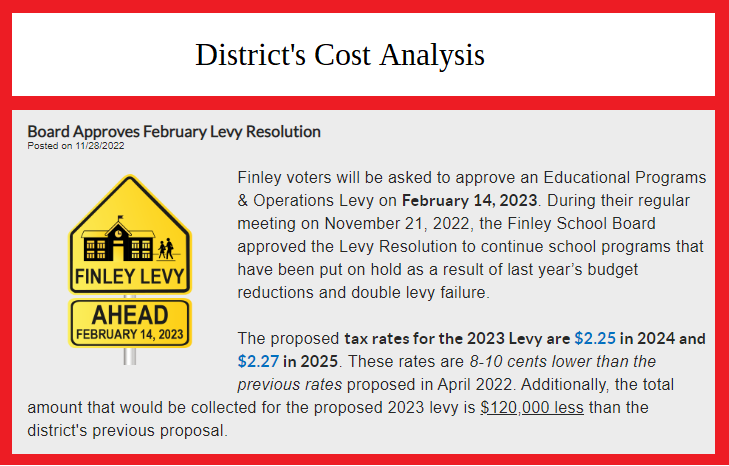 District's Cost Analysis
Board Approves February Levy Resolution
Posted on 11/28/2022
FINLEY LEVY
AHEAD
FEBRUARY 14, 2023
Finley voters will be asked to approve an Educational Programs
& Operations Levy on February 14, 2023. During their regular
meeting on November 21, 2022, the Finley School Board
approved the Levy Resolution to continue school programs that
have been put on hold as a result of last year’s budget
reductions and double levy failure.
The proposed tax rates for the 2023 Levy are $2.25 in 2024 and
$2.27 in 2025. These rates are 8-10 cents lower than the
previous rates proposed in April 2022. Additionally, the total
amount that would be collected for the proposed 2023 levy is $120,000 less than the
district's previous proposal.